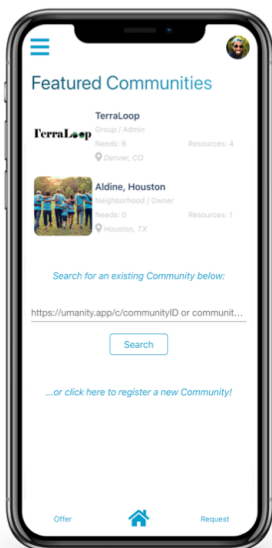 Featured Communities
TerraLoop
TerraLoop
Group / Admin
Needs: 6 Resources: 4
Denver, CO
Aldine, Houston
Neighborhood / Owner
Needs: 0 Resources: 1
Houston, TX
Search for an existing Community below:
https://umanity.app/c/communityID or communit...
Search
...or click here to register a new Community!
Offer Request